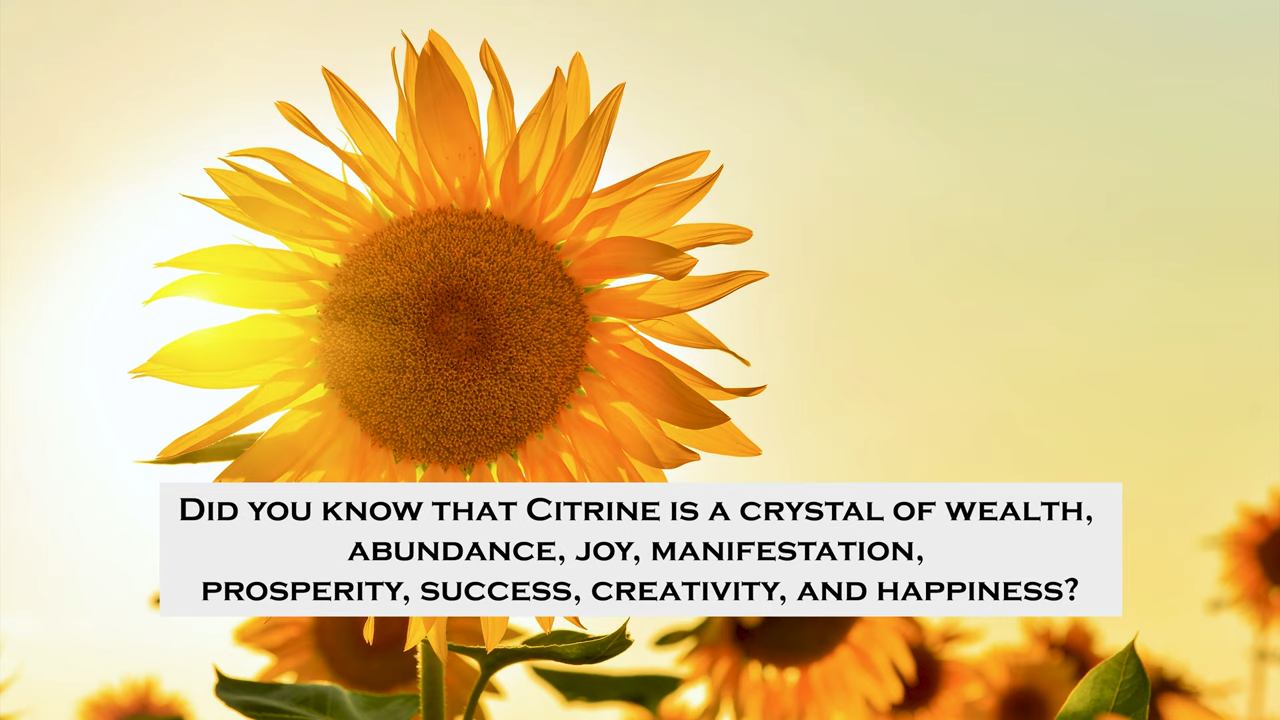 Did you know that Citrine is a crystal of wealth,
abundance, joy, manifestation,
prosperity, success, creativity, and happiness?